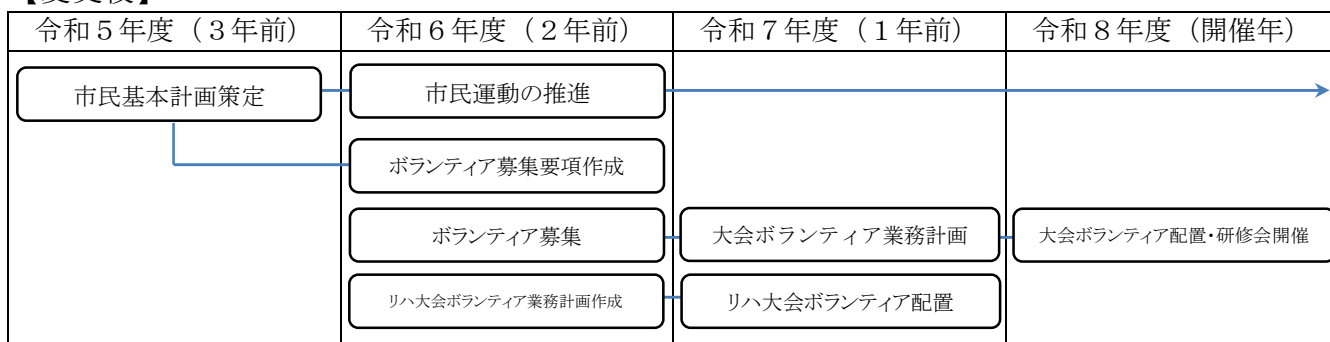 令和５年度（３年前） 令和６年度（２年前） 令和７年度（１年前） 令和８年度（開催年）
市民基本計画策定 市民運動の推進
ボランティア募集要項作成
ボランティア募集 大会ボランティア業務計画 大会ボランティア配置・研修会開催
リハ大会ボランティア業務計画作成 リハ大会ボランティア配置